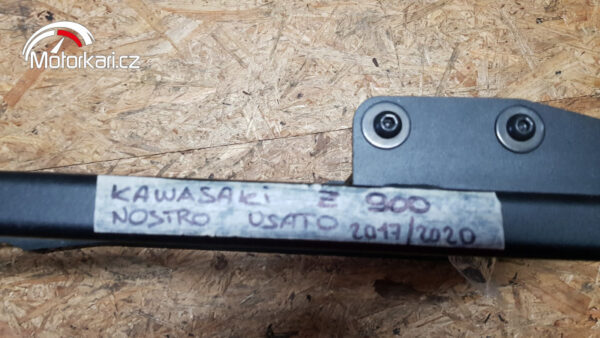 Motorkari.cz
KAWASAKI Z 900
NOSTRO USATO 2017/2020